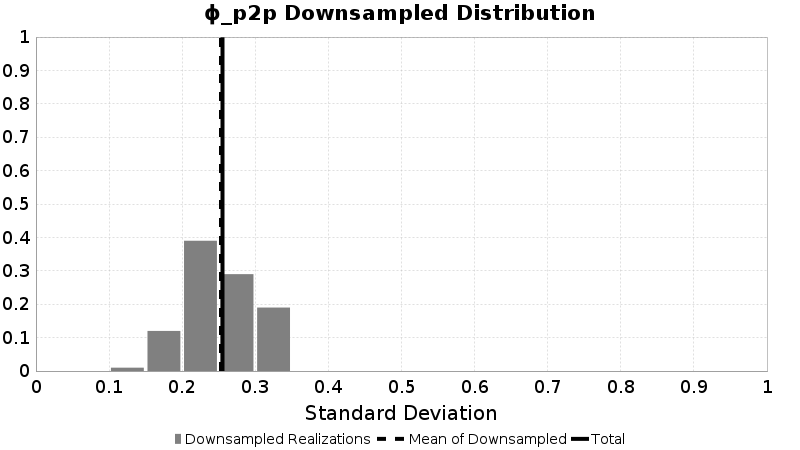 ϕ_p2p Downsampled Distribution
1
0.9
0.8
0.7
0.6
0.5
0.4
0.3
0.2
0.1
0
0 0.1 0.2 0.3 0.4 0.5 0.6 0.7 0.8 0.9 1
Standard Deviation
Downsampled Realizations Mean of Downsampled Total